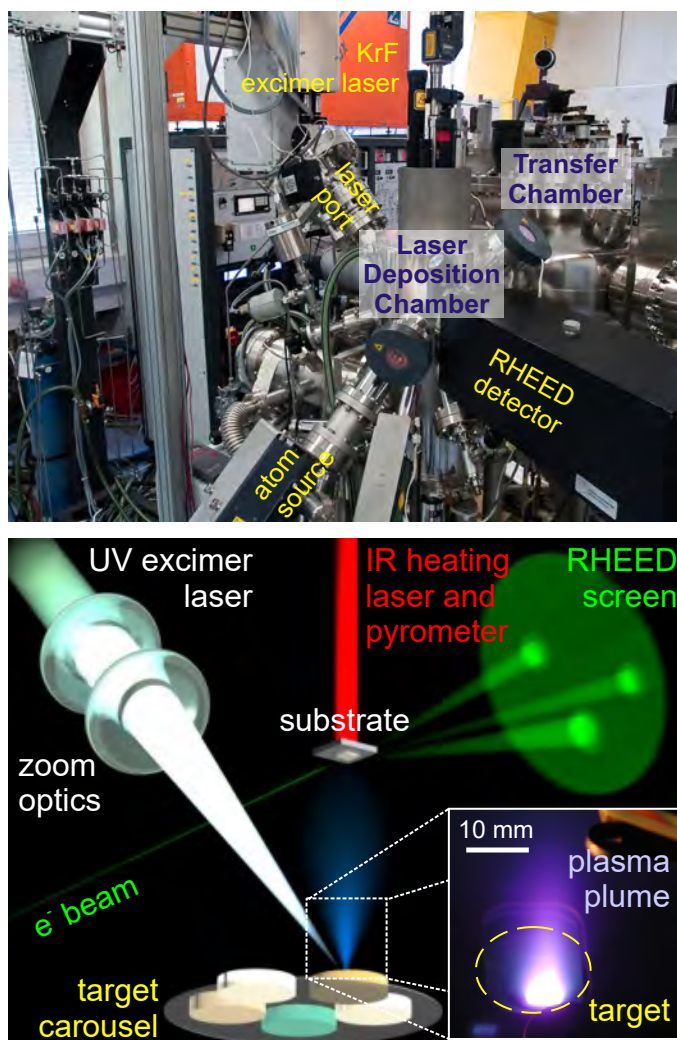 KrF
excimer laser
laser
port
Transfer
Chamber
Laser
Deposition
Chamber
RHEED
detector
atom
source
UV excimer
laser
IR heating
laser and
pyrometer
RHEED
screen
substrate
zoom
optics
e⁻ beam
10 mm
plasma
plume
target
carousel
target